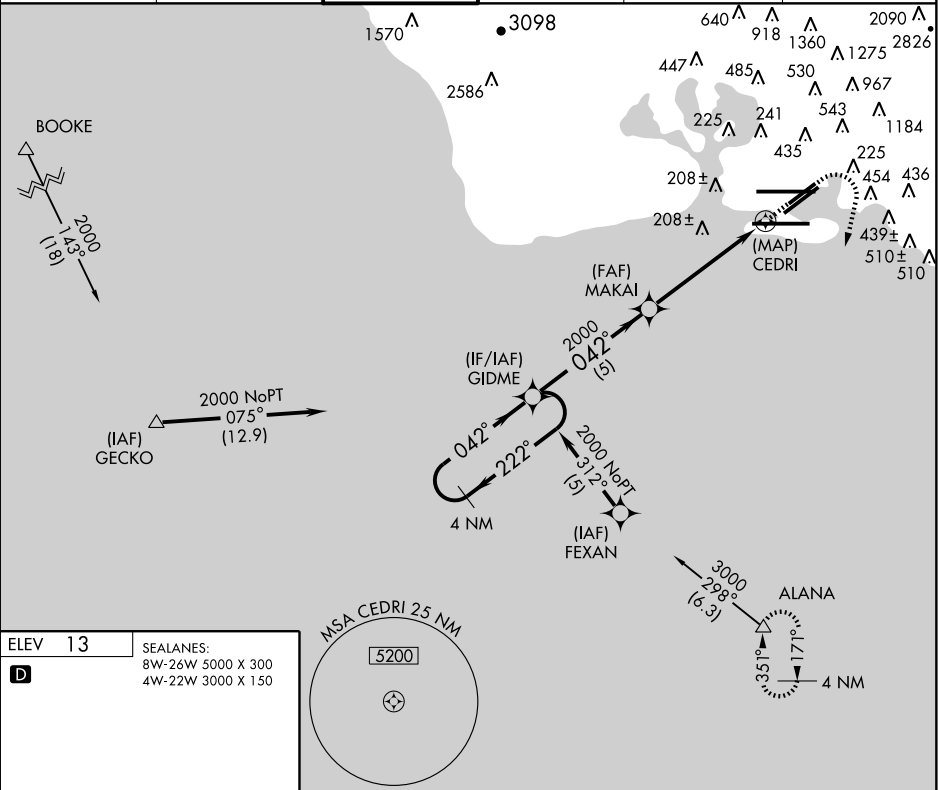 1570
3098
640
918
1360
2090
2826
1275
2586
447
485
530
967
543
1184
225
241
435
225
454
436
208±
208±
439±
510±
510
BOOKE
2000
143°
(18)
(MAP)
CEDRI
(FAF)
MAKAI
2000
042°
(5)
(IF/IAF)
GIDME
2000 NoPT
075°
(12.9)
(IAF)
GECKO
042°
222°
4 NM
2000 NoPT
312°
(5)
(IAF)
FEXAN
3000
298°
(6.3)
ALANA
351°
171°
4 NM
MSA CEDRI 25 NM
5200
ELEV 13
D
SEALANES:
8W-26W 5000 X 300
4W-22W 3000 X 150